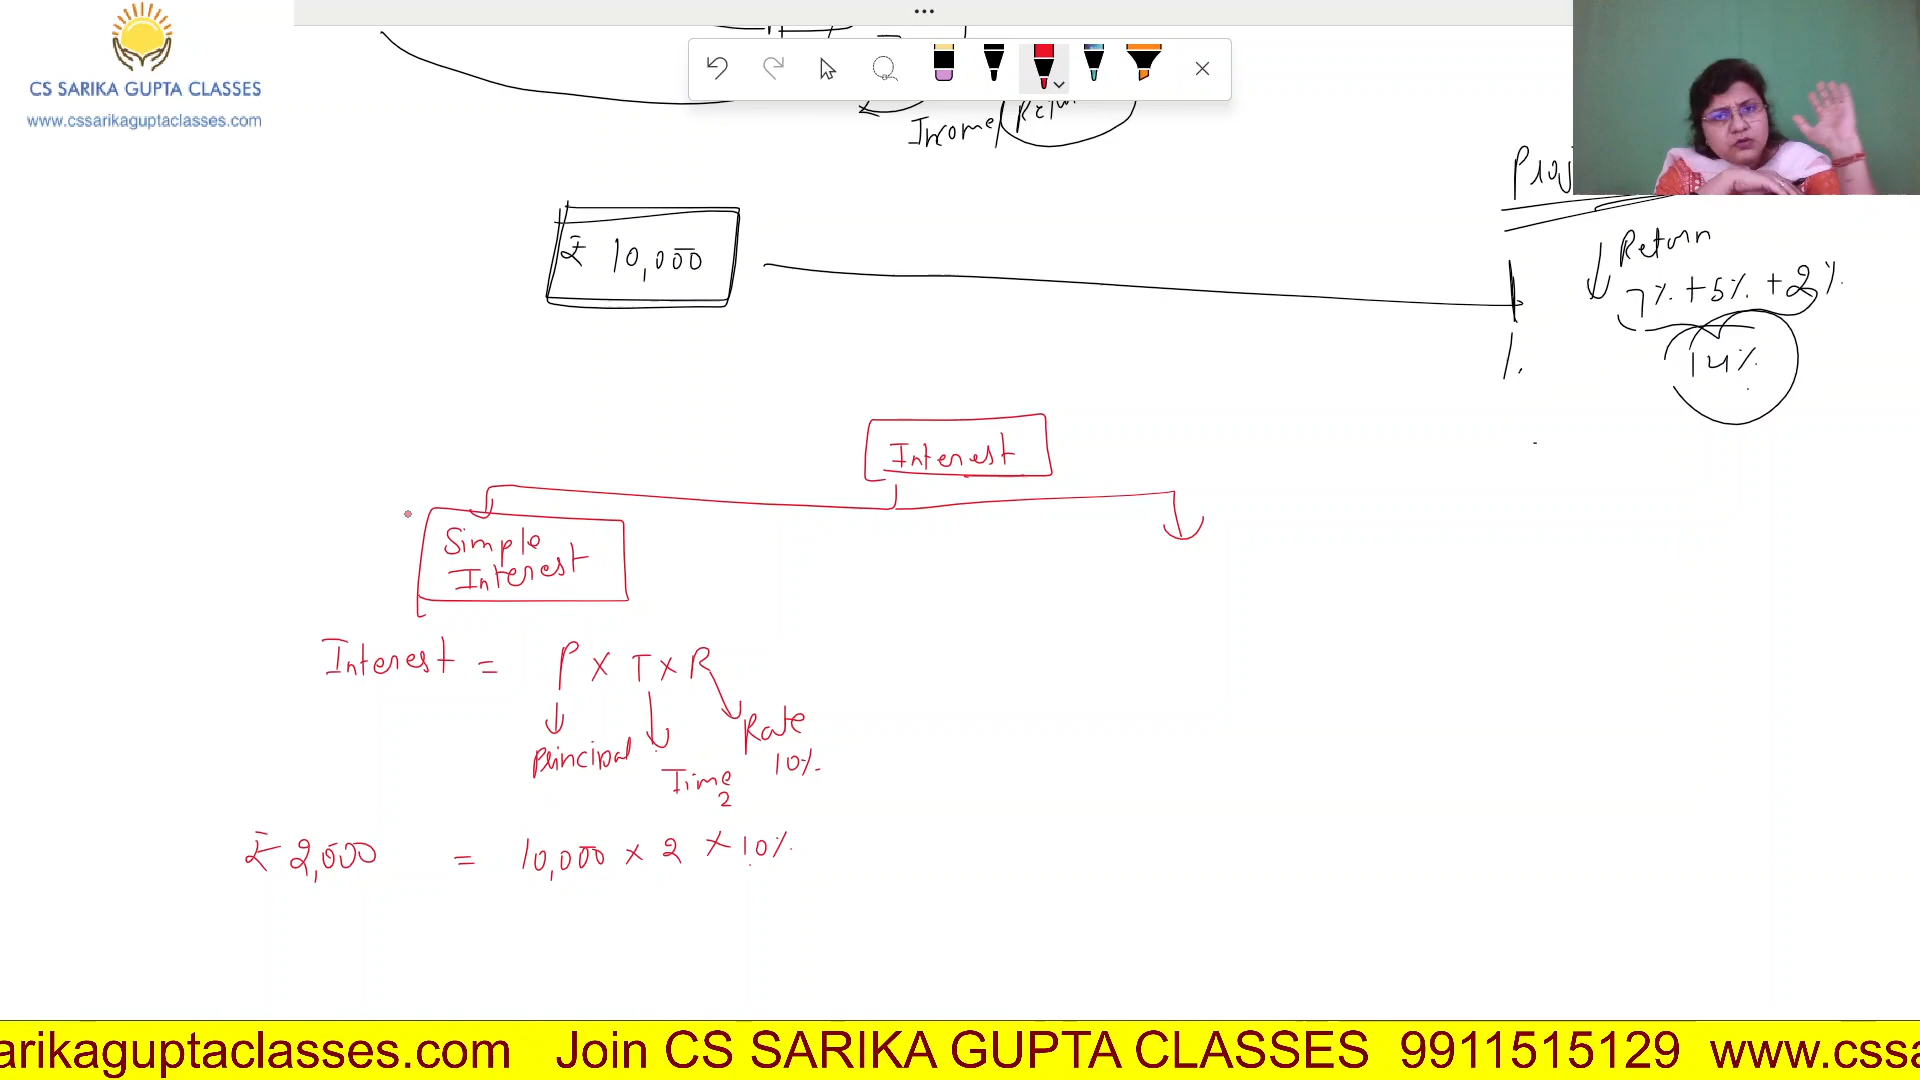 CS SARIKA GUPTA CLASSES
www.cssarikaguptaclasses.com
Income/Retu
Proj
₹ 10,000
Return
7% + 5% + 2%
14%
Interest
Simple
Interest
Interest = P x T x R
Principal
Time
2
Rate
10%
₹ 2,000 = 10,000 x 2 x 10%
arikaguptaclasses.com Join CS SARIKA GUPTA CLASSES 9911515129 www.cssa